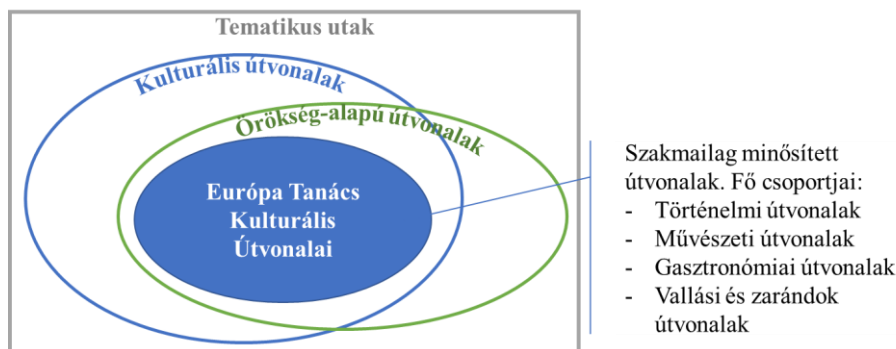 Tematikus utak
Kulturális útvonalak
Örökség-alapú útvonalak
Európa Tanács
Kulturális
Útvonalai
Szakmailag minősített
útvonalak. Fő csoportjai:
- Történelmi útvonalak
- Művészeti útvonalak
- Gasztronómiai útvonalak
- Vallási és zarándok
útvonalak